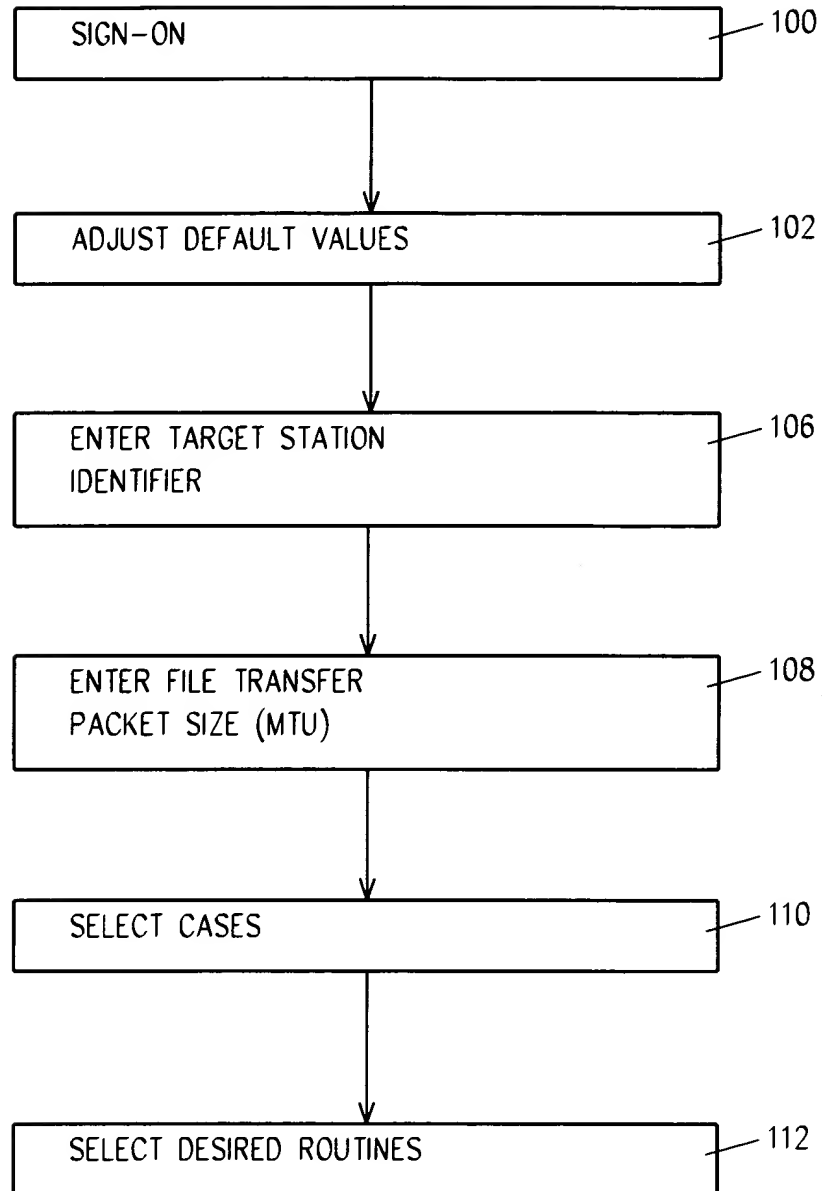 SIGN-ON
100
ADJUST DEFAULT VALUES
102
ENTER TARGET STATION
IDENTIFIER
106
ENTER FILE TRANSFER
PACKET SIZE (MTU)
108
SELECT CASES
110
SELECT DESIRED ROUTINES
112